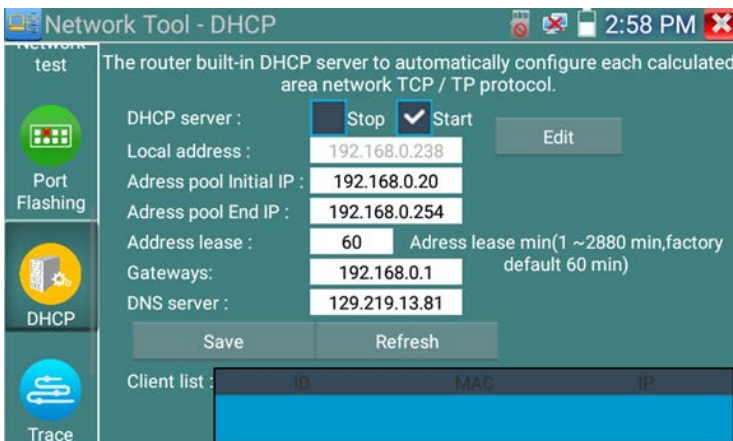 Network Tool - DHCP
2:58 PM
Network
test
Port
Flashing
DHCP
Trace
The router built-in DHCP server to automatically configure each calculated
area network TCP / TP protocol.
DHCP server :
Stop
Start
Edit
Local address :
192.168.0.238
Adress pool Initial IP :
192.168.0.20
Adress pool End IP :
192.168.0.254
Address lease :
60
Adress lease min(1 ~2880 min,factory
default 60 min)
Gateways:
192.168.0.1
DNS server :
129.219.13.81
Save
Refresh
Client list :
ID
MAC
IP